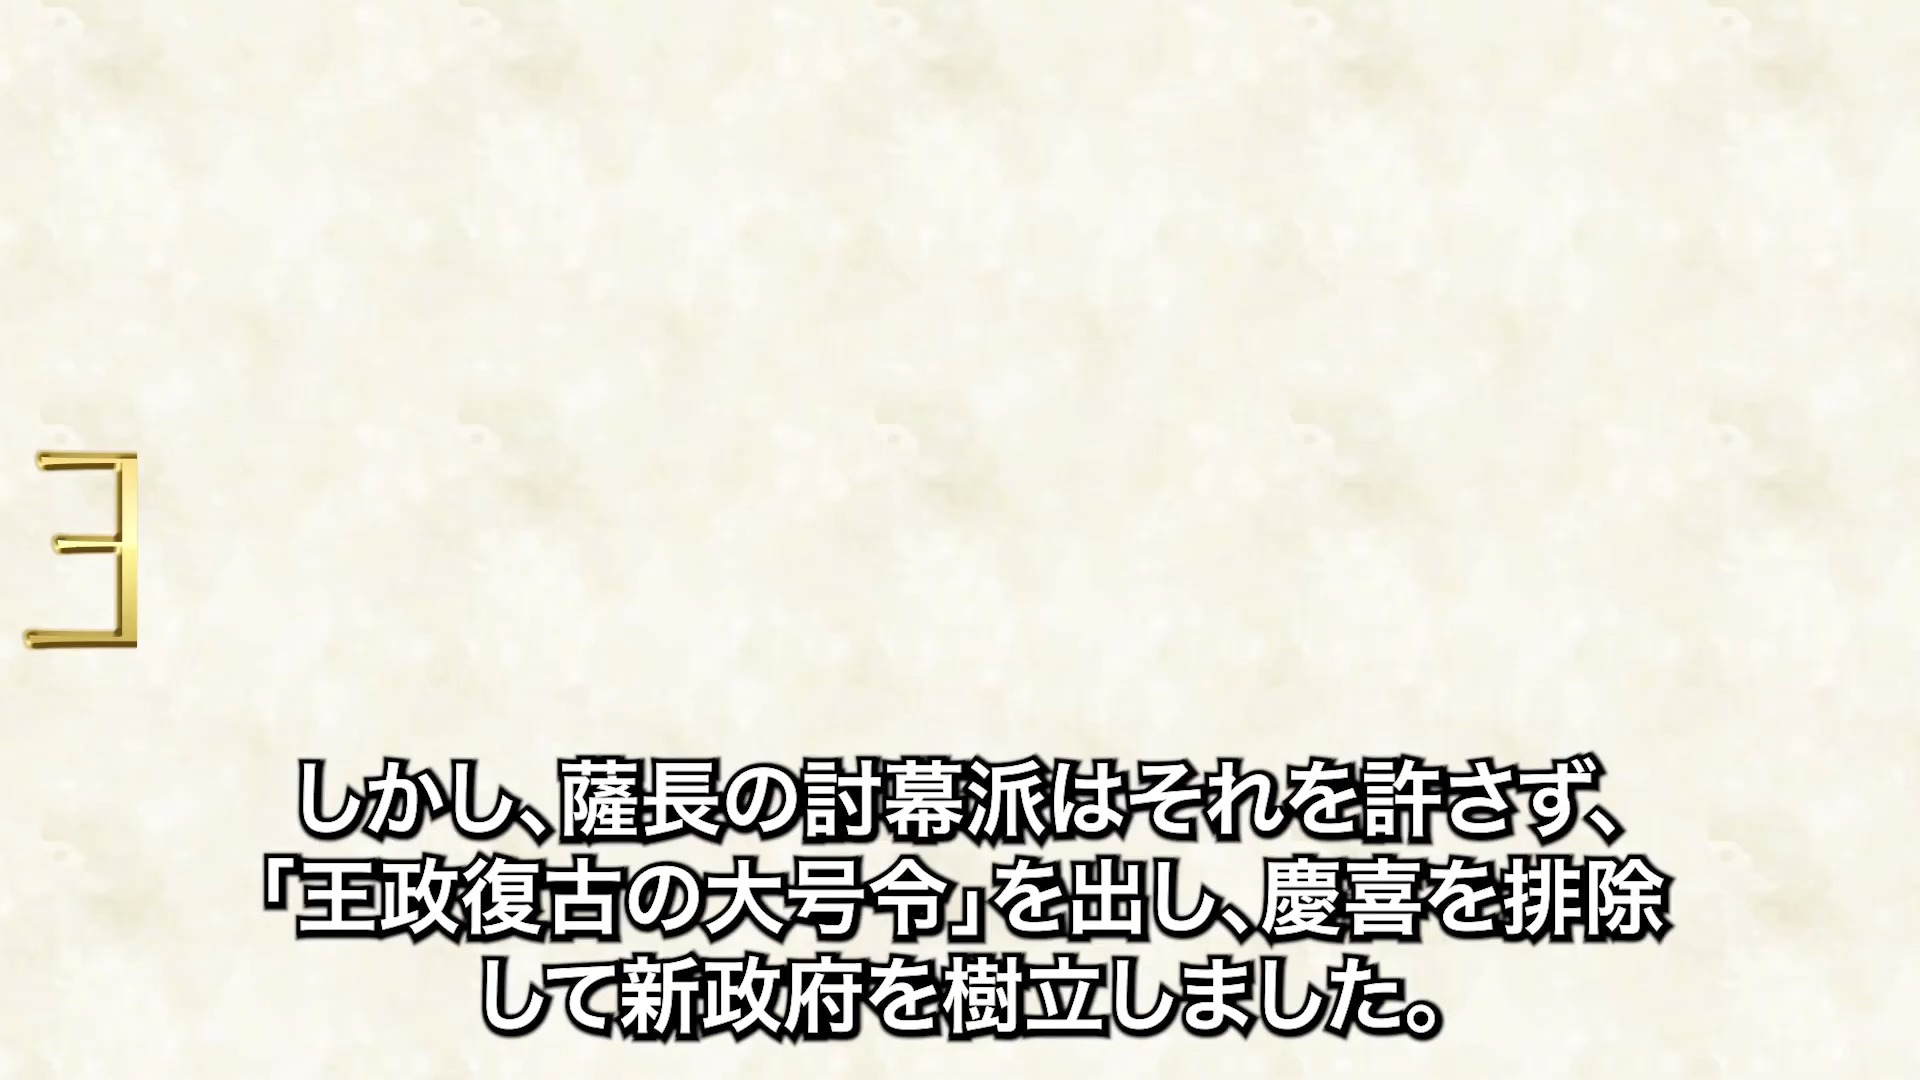 しかし、薩長の討幕派はそれを許さず、
「王政復古の大号令」を出し、慶喜を排除
して新政府を樹立しました。